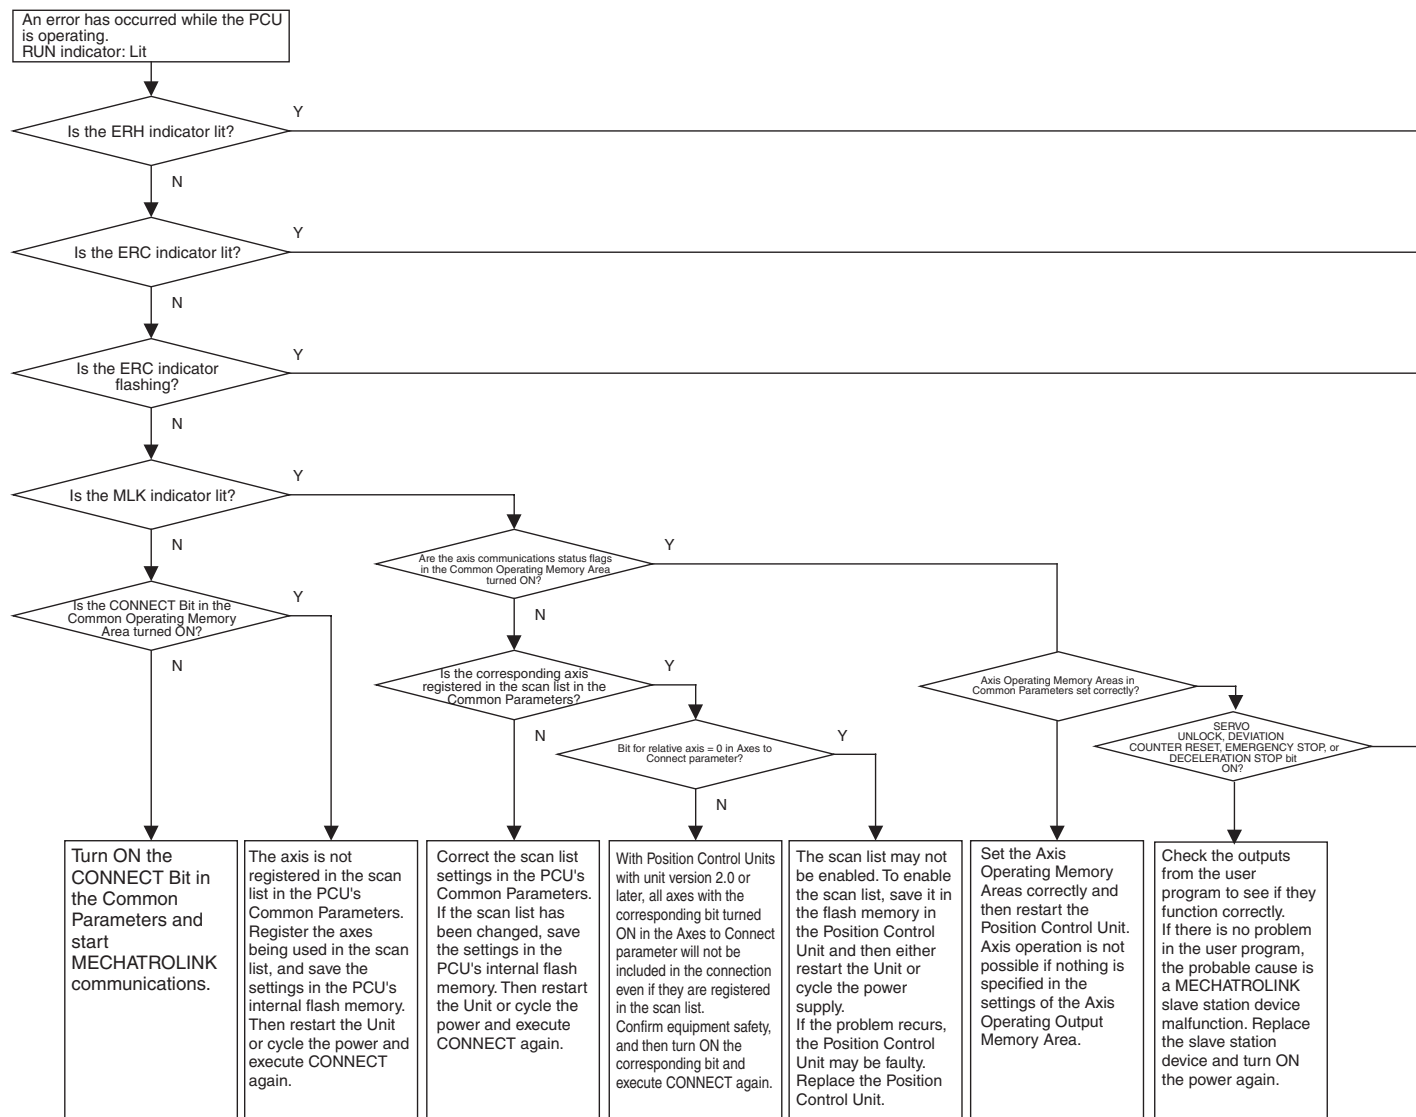 An error has occurred while the PCU
is operating.
RUN indicator: Lit
Y
Is the ERH indicator lit?
N
Y
Is the ERC indicator lit?
N
Y
Is the ERC indicator
flashing?
N
Y
Is the MLK indicator lit?
N
Y
Are the axis communications status flags
in the Common Operating Memory Area
turned ON?
N
Y
Is the CONNECT Bit in the
Common Operating Memory
Area turned ON?
N
Y
Is the corresponding axis
registered in the scan list in the
Common Parameters?
N
Axis Operating Memory Areas in
Common Parameters set correctly?
Y
Bit for relative axis = 0 in Axes to
Connect parameter?
N
SERVO
UNLOCK, DEVIATION
COUNTER RESET, EMERGENCY STOP, or
DECELERATION STOP bit
ON?
Turn ON the
CONNECT Bit in
the Common
Parameters and
start
MECHATROLINK
communications.
The axis is not
registered in the scan
list in the PCU's
Common Parameters.
Register the axes
being used in the scan
list, and save the
settings in the PCU's
internal flash memory.
Then restart the Unit
or cycle the power and
execute CONNECT
again.
Correct the scan list
settings in the PCU's
Common Parameters.
If the scan list has
been changed, save
the settings in the
PCU's internal flash
memory. Then restart
the Unit or cycle the
power and execute
CONNECT again.
With Position Control Units
with unit version 2.0 or
later, all axes with the
corresponding bit turned
ON in the Axes to Connect
parameter will not be
included in the connection
even if they are registered
in the scan list.
Confirm equipment safety,
and then turn ON the
corresponding bit and
execute CONNECT again.
The scan list may not
be enabled. To enable
the scan list, save it in
the flash memory in
the Position Control
Unit and then either
restart the Unit or
cycle the power
supply.
If the problem recurs,
the Position Control
Unit may be faulty.
Replace the Position
Control Unit.
Set the Axis
Operating Memory
Areas correctly and
then restart the
Position Control Unit.
Axis operation is not
possible if nothing is
specified in the
settings of the Axis
Operating Output
Memory Area.
Check the outputs
from the user
program to see if they
function correctly.
If there is no problem
in the user program,
the probable cause is
a MECHATROLINK
slave station device
malfunction. Replace
the slave station
device and turn ON
the power again.